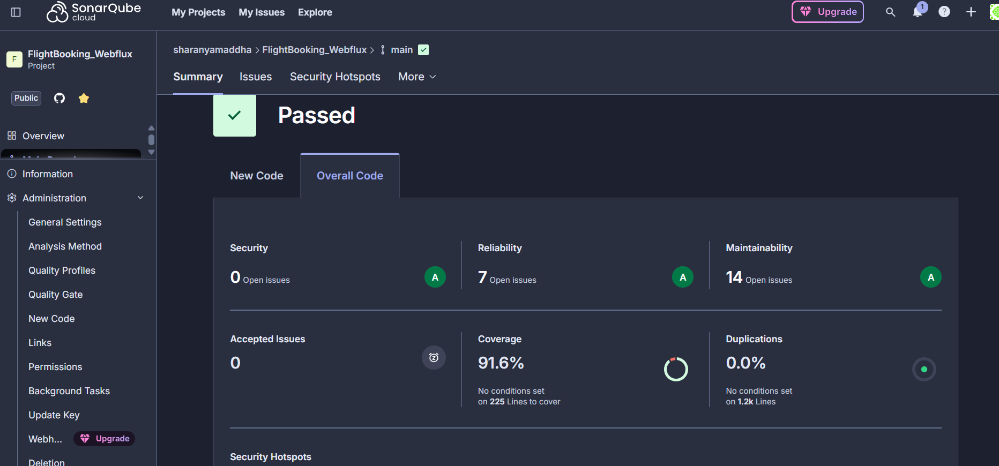 SonarQube
cloud
My Projects
My Issues
Explore
Upgrade
1
F
FlightBooking_Webflux
Project
Public
Overview
Information
Administration
General Settings
Analysis Method
Quality Profiles
Quality Gate
New Code
Links
Permissions
Background Tasks
Update Key
Webh...
Upgrade
Deletion
sharanyamaddha > FlightBooking_Webflux > main
Summary
Issues
Security Hotspots
More
Passed
New Code
Overall Code
Security
0 Open issues
A
Reliability
7 Open issues
A
Maintainability
14 Open issues
A
Accepted Issues
0
Coverage
91.6%
No conditions set
on 225 Lines to cover
Duplications
0.0%
No conditions set
on 1.2k Lines
Security Hotspots